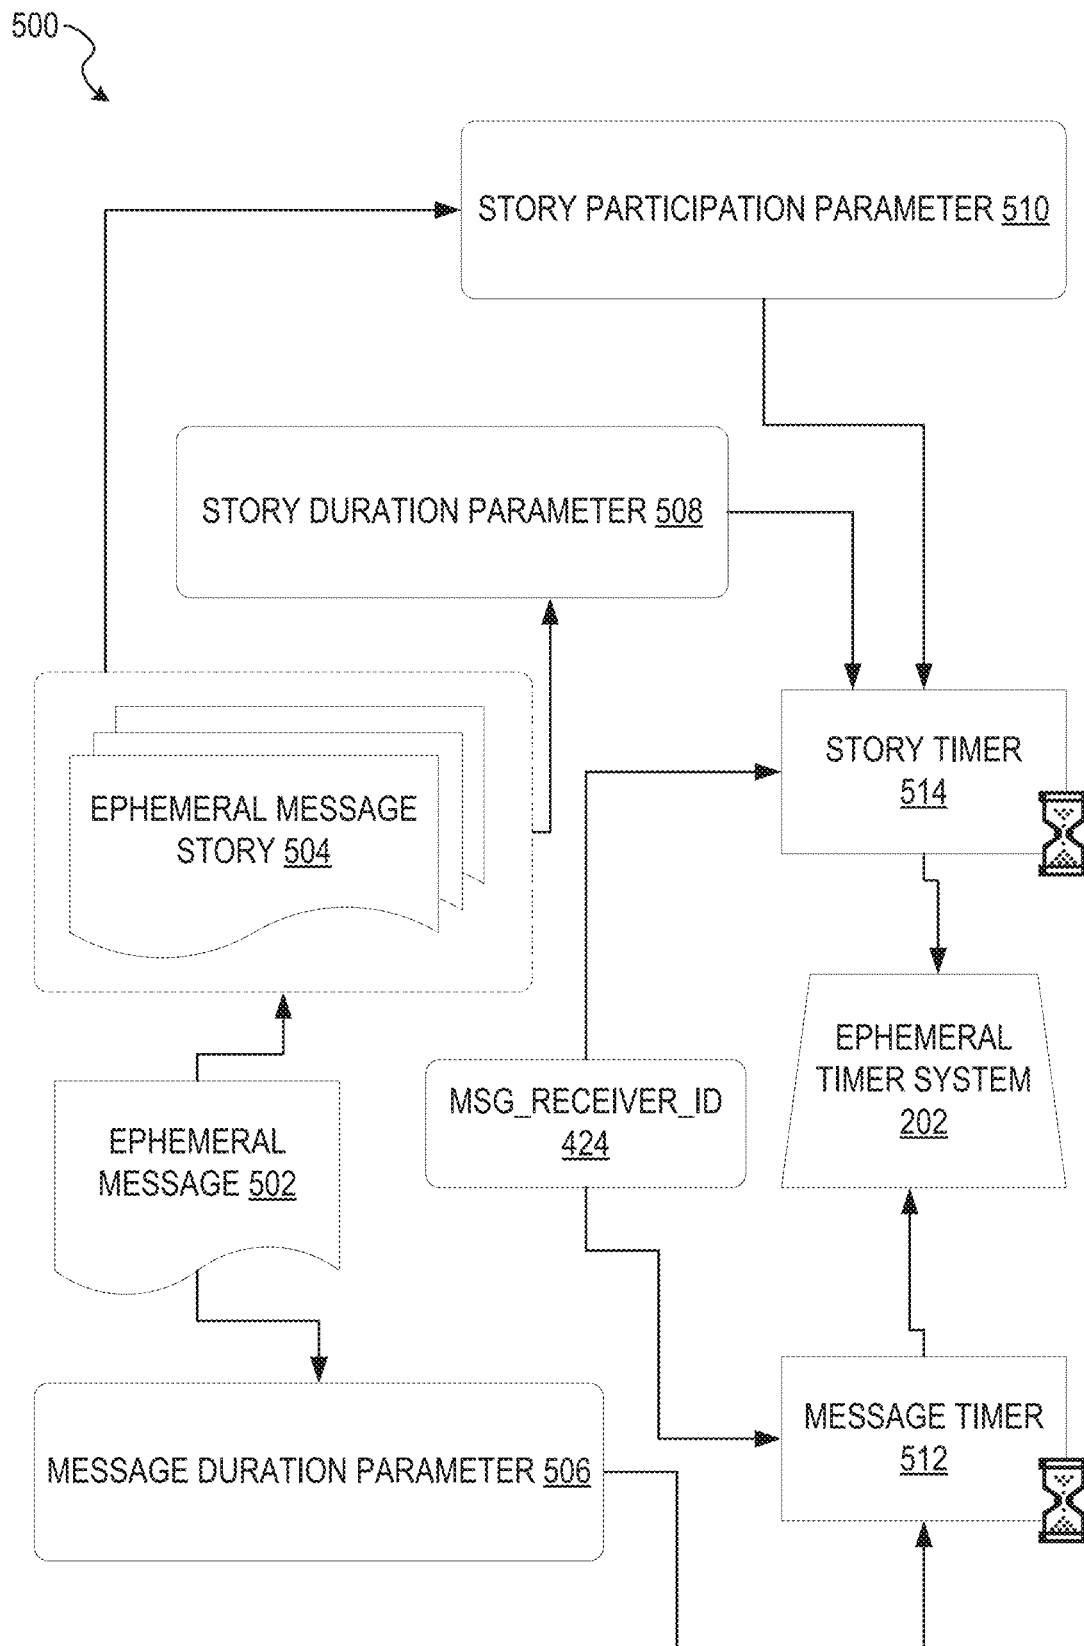 500
STORY PARTICIPATION PARAMETER 510
STORY DURATION PARAMETER 508
STORY TIMER
514
EPHEMERAL MESSAGE
STORY 504
EPHEMERAL
TIMER SYSTEM
202
MSG_RECEIVER_ID
424
EPHEMERAL
MESSAGE 502
MESSAGE TIMER
512
MESSAGE DURATION PARAMETER 506